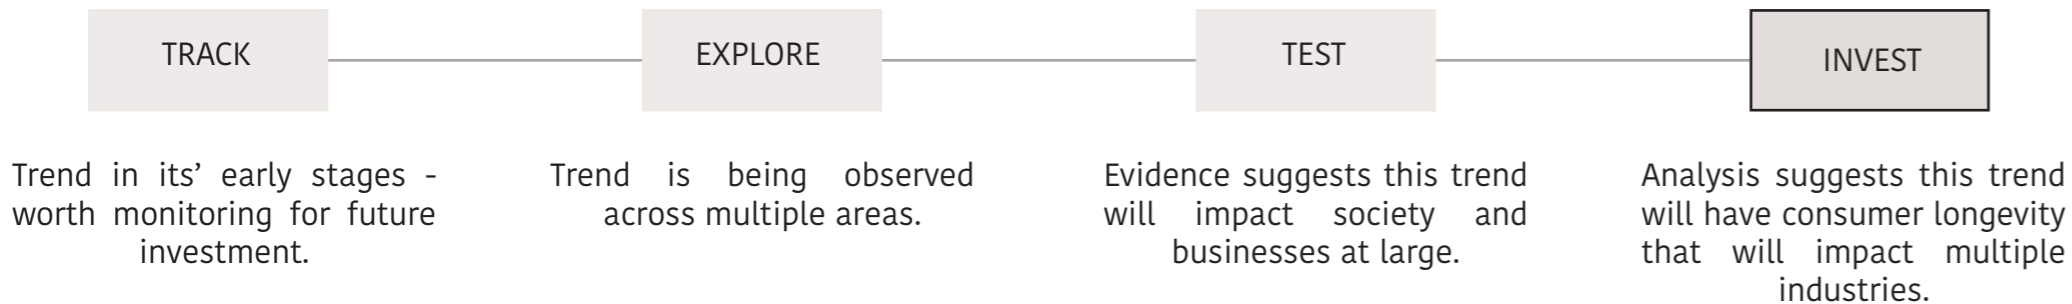 TRACK
EXPLORE
TEST
INVEST
Trend in its’ early stages -
worth monitoring for future
investment.
Trend is being observed
across multiple areas.
Evidence suggests this trend
will impact society and
businesses at large.
Analysis suggests this trend
will have consumer longevity
that will impact multiple
industries.